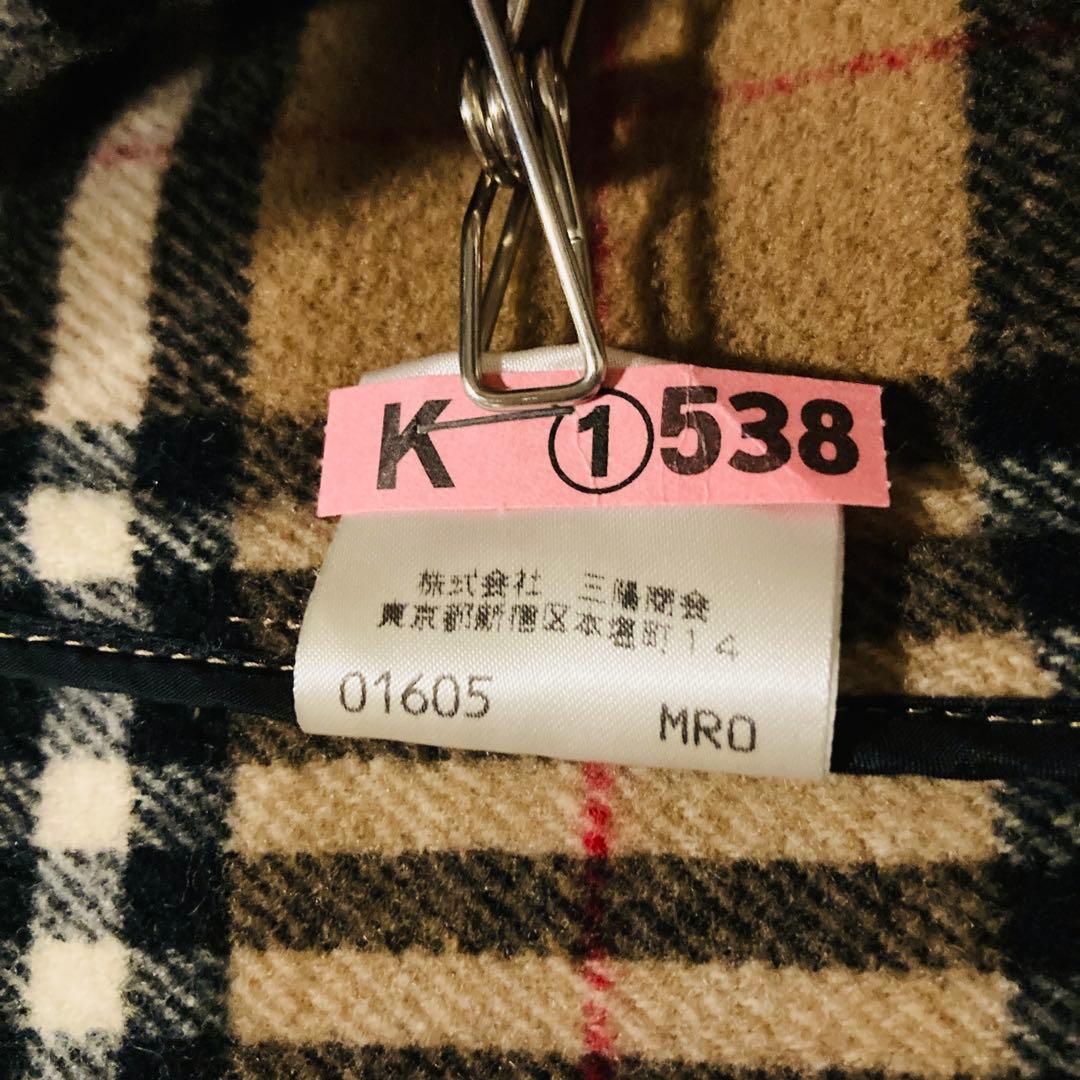 K ①538
株式会社 三陽商会
東京都新宿区本塩町14
01605
MRO